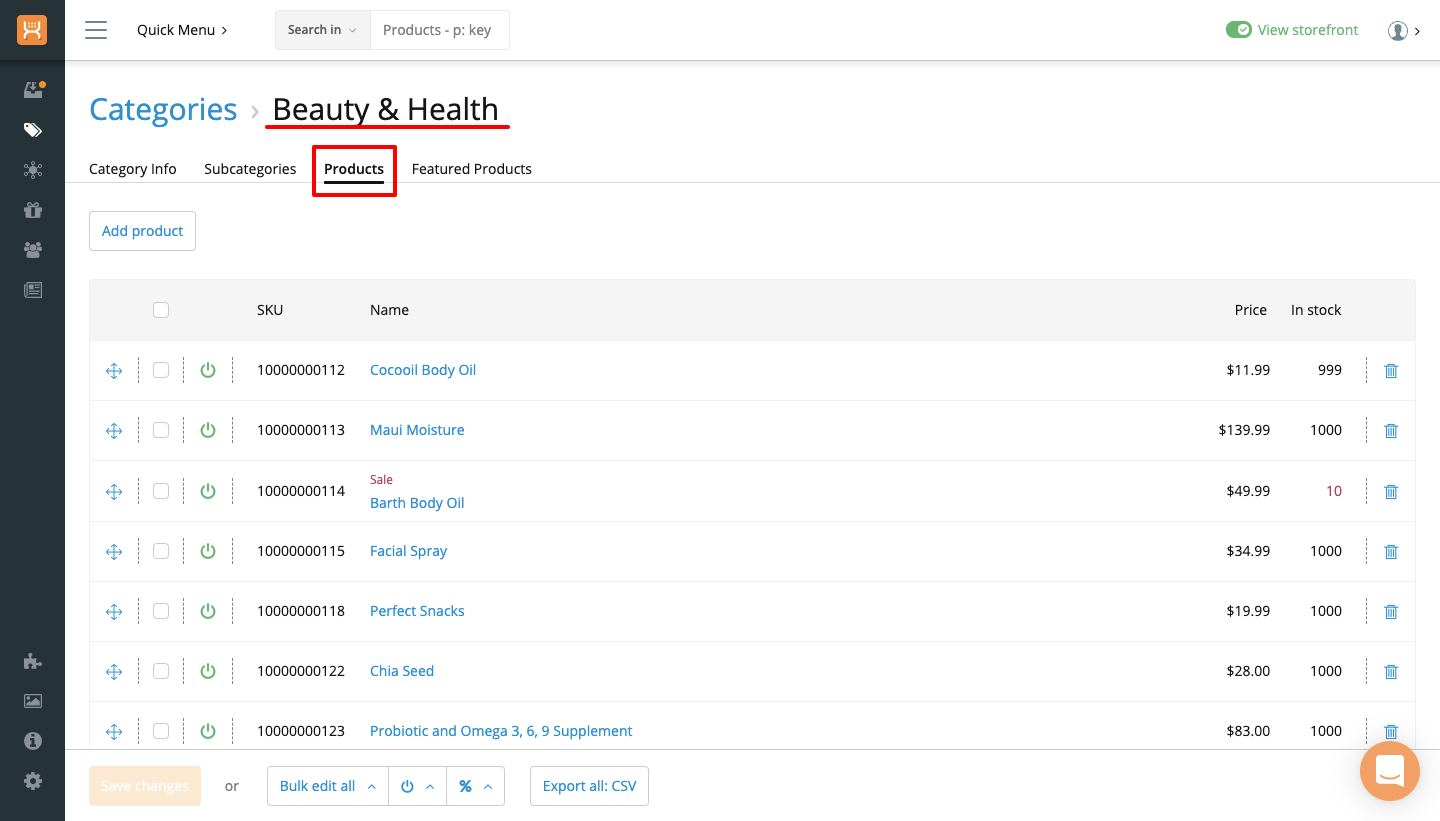 Quick Menu
Search in
Products - p: key
View storefront
Categories
Beauty & Health
Category Info
Subcategories
Products
Featured Products
Add product
SKU Name Price In stock
10000000112 Cocooil Body Oil $11.99 999
10000000113 Maui Moisture $139.99 1000
Sale
10000000114 Barth Body Oil $49.99 10
10000000115 Facial Spray $34.99 1000
10000000118 Perfect Snacks $19.99 1000
10000000122 Chia Seed $28.00 1000
10000000123 Probiotic and Omega 3, 6, 9 Supplement $83.00 1000
Save changes
or
Bulk edit all
%
Export all: CSV